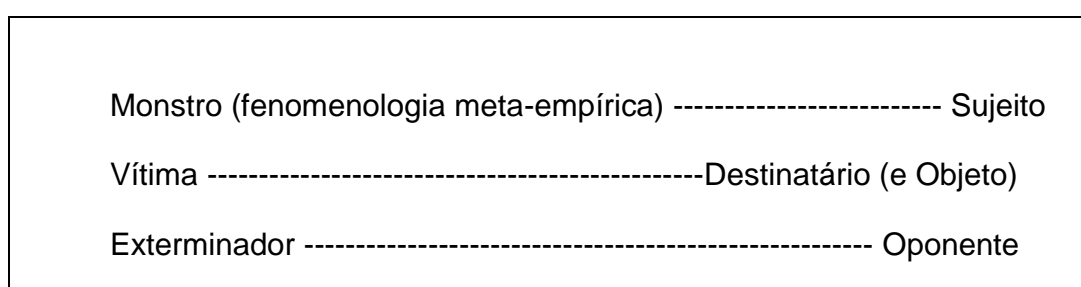 Monstro (fenomenologia meta-empírica) -------------------------- Sujeito
Vítima ------------------------------------------------Destinatário (e Objeto)
Exterminador ------------------------------------------------------- Oponente